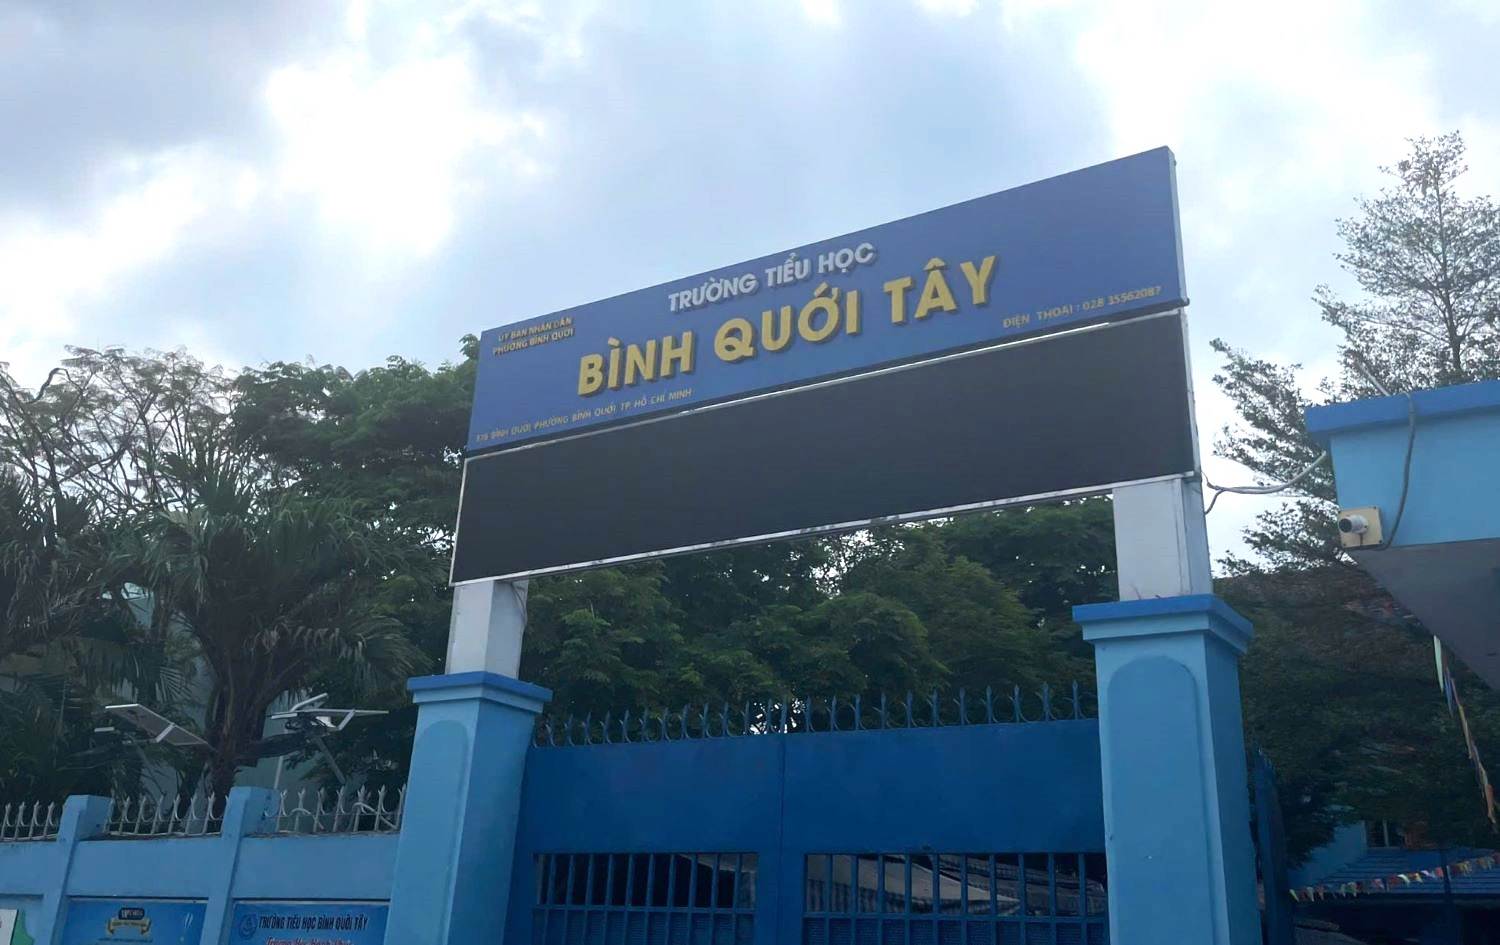 ỦY BAN NHÂN DÂN
PHƯỜNG BÌNH QUỚI
TRƯỜNG TIỂU HỌC
BÌNH QUỚI TÂY
BÌNH QUỚI PHƯỜNG BÌNH QUỚI TP HỒ CHÍ MINH
ĐIỆN THOẠI : 028 35562087
TRƯỜNG TIỂU HỌC BÌNH QUỚI TÂY